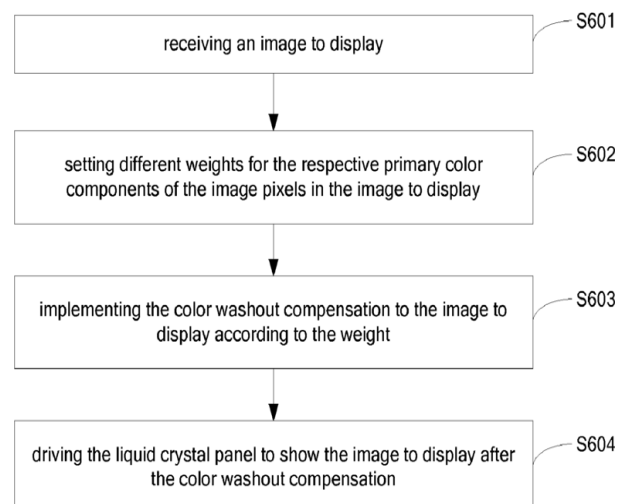 receiving an image to display
S601
setting different weights for the respective primary color
components of the image pixels in the image to display
S602
implementing the color washout compensation to the image to
display according to the weight
S603
driving the liquid crystal panel to show the image to display after
the color washout compensation
S604